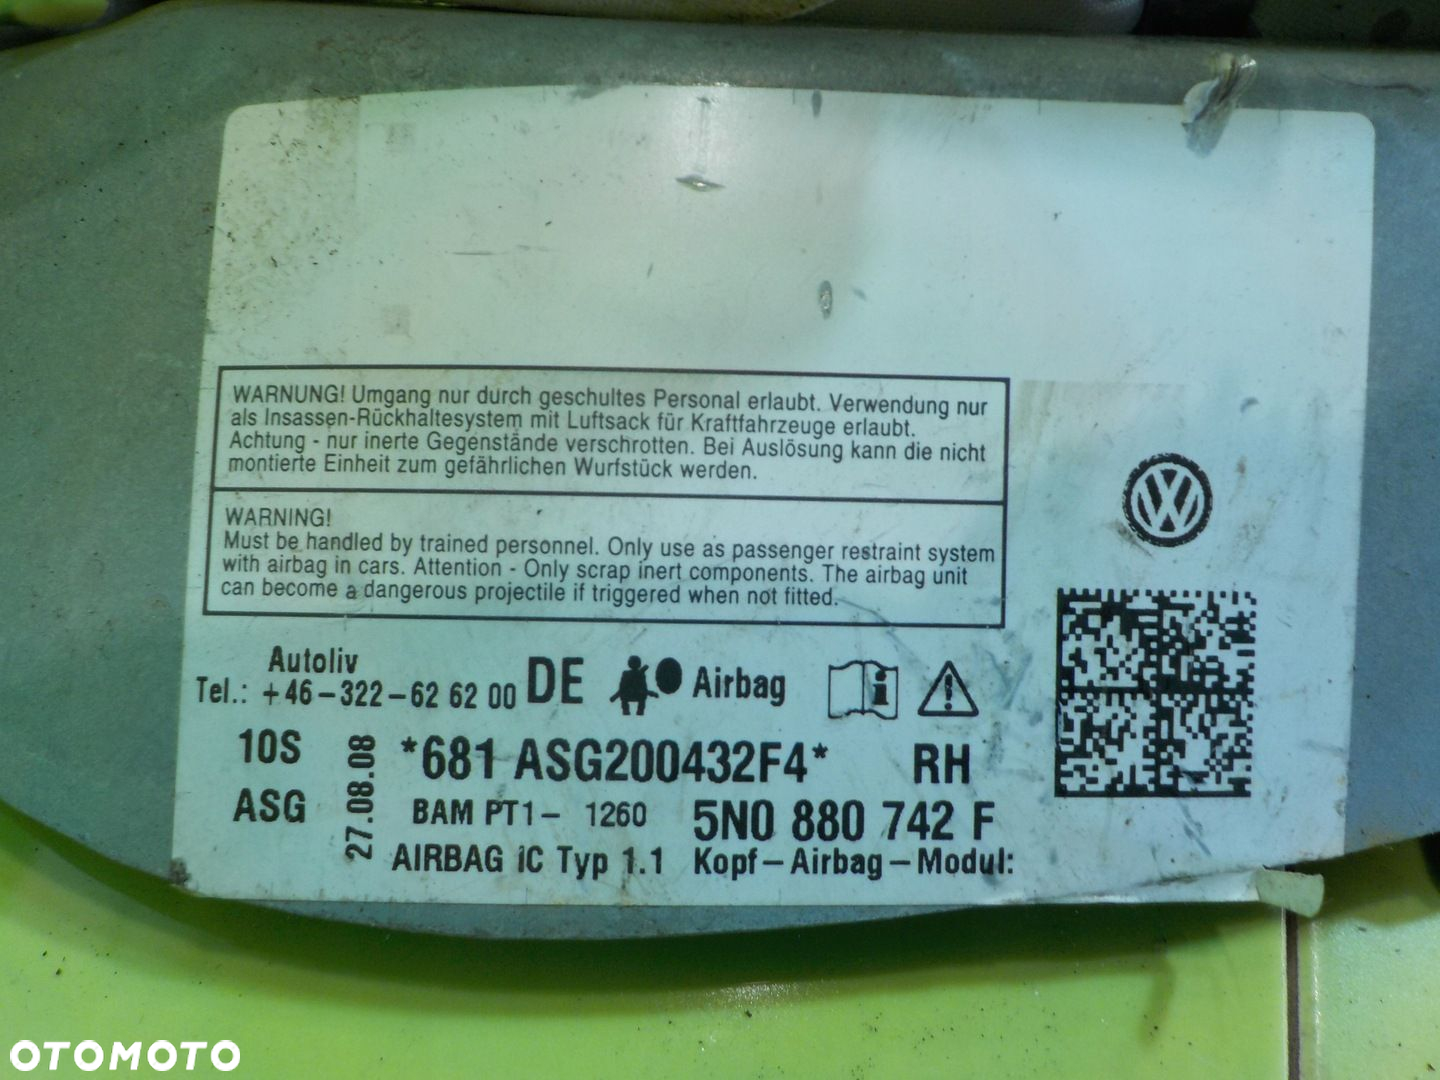 WARNUNG! Umgang nur durch geschultes Personal erlaubt. Verwendung nur
als Insassen-Rückhaltesystem mit Luftsack für Kraftfahrzeuge erlaubt.
Achtung - nur inerte Gegenstände verschrotten. Bei Auslösung kann die nicht
montierte Einheit zum gefährlichen Wurfstück werden.
WARNING!
Must be handled by trained personnel. Only use as passenger restraint system
with airbag in cars. Attention - Only scrap inert components. The airbag unit
can become a dangerous projectile if triggered when not fitted.
Autoliv
Tel.: +46-322-62 62 00 DE Airbag
10S 27.08.08 *681 ASG200432F4* RH
ASG BAM PT1- 1260 5N0 880 742 F
AIRBAG iC Typ 1.1 Kopf-Airbag-Modul:
OTOMOTO